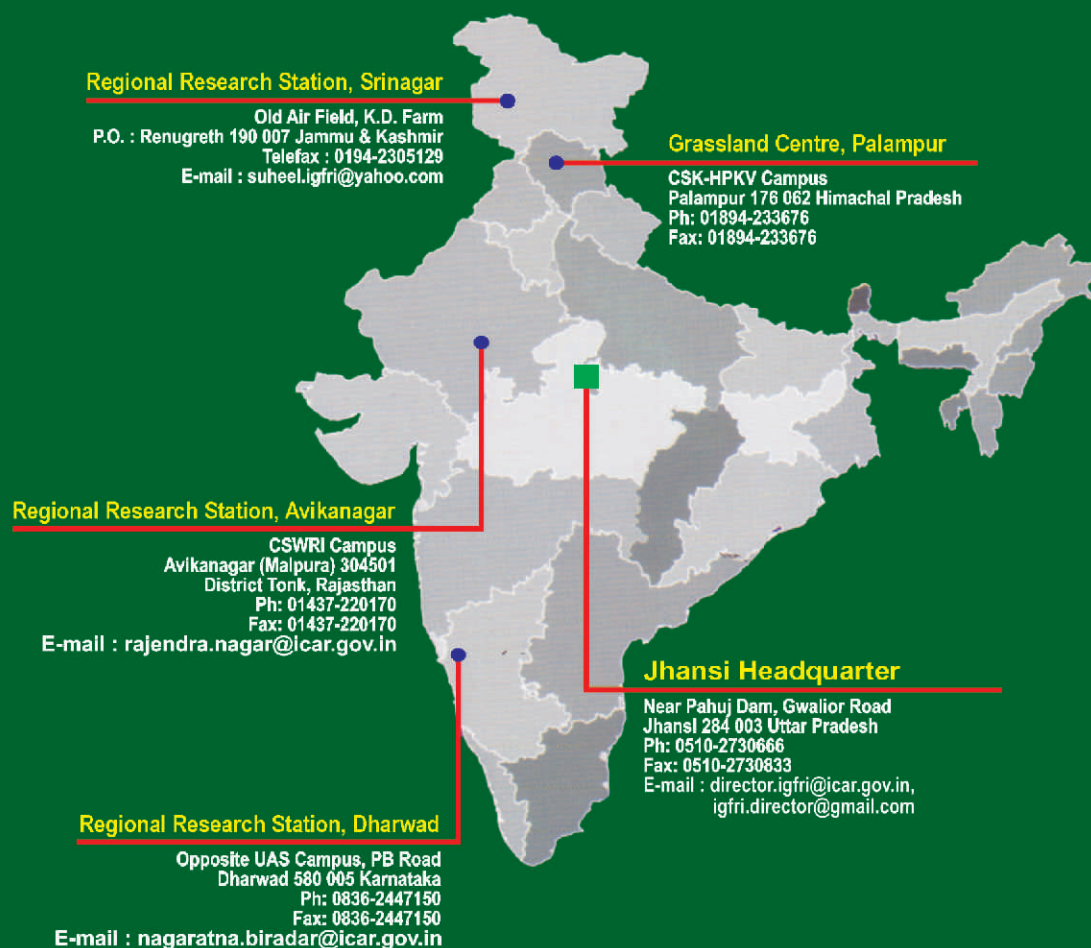 Regional Research Station, Srinagar
Old Air Field, K.D. Farm
P.O. : Renugreth 190 007 Jammu & Kashmir
Telefax : 0194-2305129
E-mail : suheel.igfri@yahoo.com
Grassland Centre, Palampur
CSK-HPKV Campus
Palampur 176 062 Himachal Pradesh
Ph: 01894-233676
Fax: 01894-233676
Regional Research Station, Avikanagar
CSWRI Campus
Avikanagar (Malpura) 304501
District Tonk, Rajasthan
Ph: 01437-220170
Fax: 01437-220170
E-mail : rajendra.nagar@icar.gov.in
Jhansi Headquarter
Near Pahuj Dam, Gwalior Road
Jhansi 284 003 Uttar Pradesh
Ph: 0510-2730666
Fax: 0510-2730833
E-mail : director.igfri@icar.gov.in,
igfri.director@gmail.com
Regional Research Station, Dharwad
Opposite UAS Campus, PB Road
Dharwad 580 005 Karnataka
Ph: 0836-2447150
Fax: 0836-2447150
E-mail : nagaratna.biradar@icar.gov.in